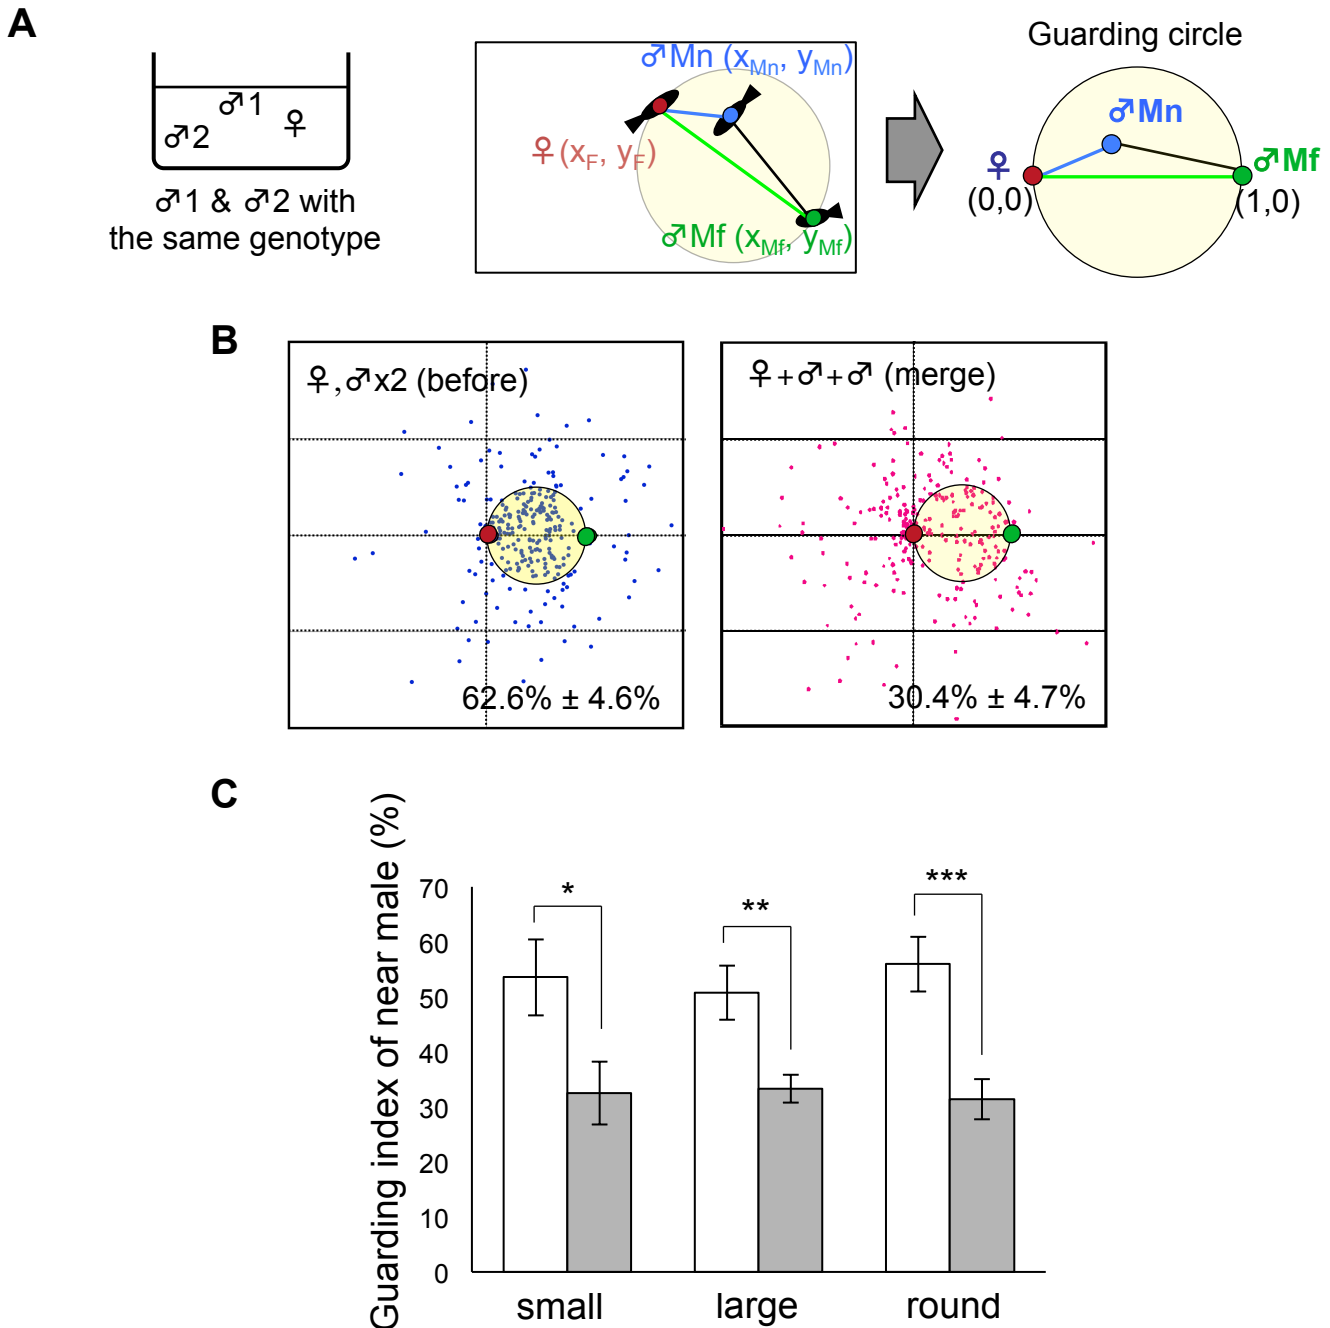 A
♂1
♂2
♀
♂1 & ♂2 with
the same genotype
♂Mn (xMn, yMn)
♀(xF, yF)
♂Mf (xMf, yMf)
Guarding circle
♂Mn
♀
♂Mf
(0,0)
(1,0)
B
♀,♂x2 (before)
62.6% ± 4.6%
♀+♂+♂ (merge)
30.4% ± 4.7%
C
Guarding index of near male (%)
70
60
50
40
30
20
10
0
*
**
***
small
large
round